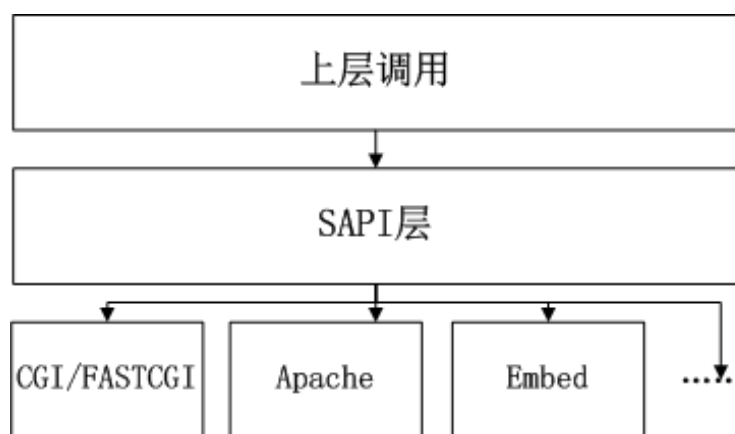 上层调用
SAPI层
CGI/FASTCGI
Apache
Embed
.....